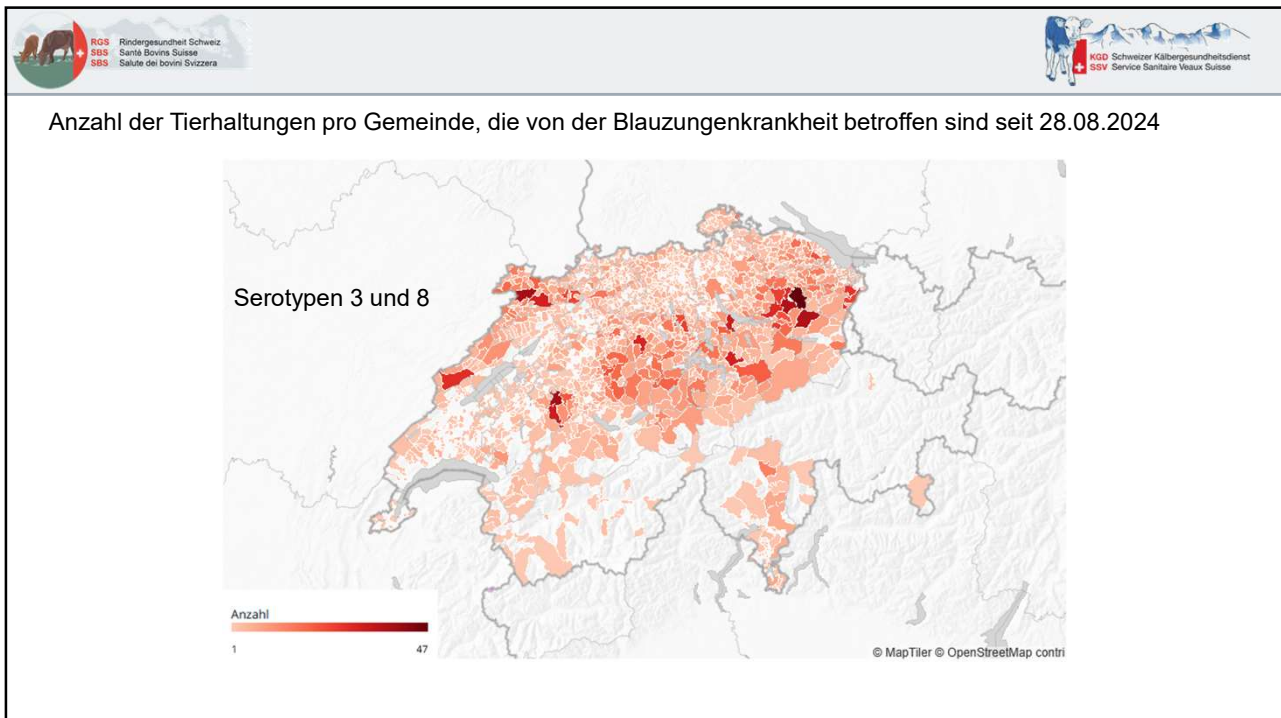 RGS Rindergesundheit Schweiz
SBS Santé Bovins Suisse
SBS Salute dei bovini Svizzera
KGD Schweizer Kälbergesundheitsdienst
SSV Service Sanitaire Veaux Suisse
Anzahl der Tierhaltungen pro Gemeinde, die von der Blauzungenkrankheit betroffen sind seit 28.08.2024
Serotypen 3 und 8
Anzahl
1 47
© MapTiler © OpenStreetMap contri